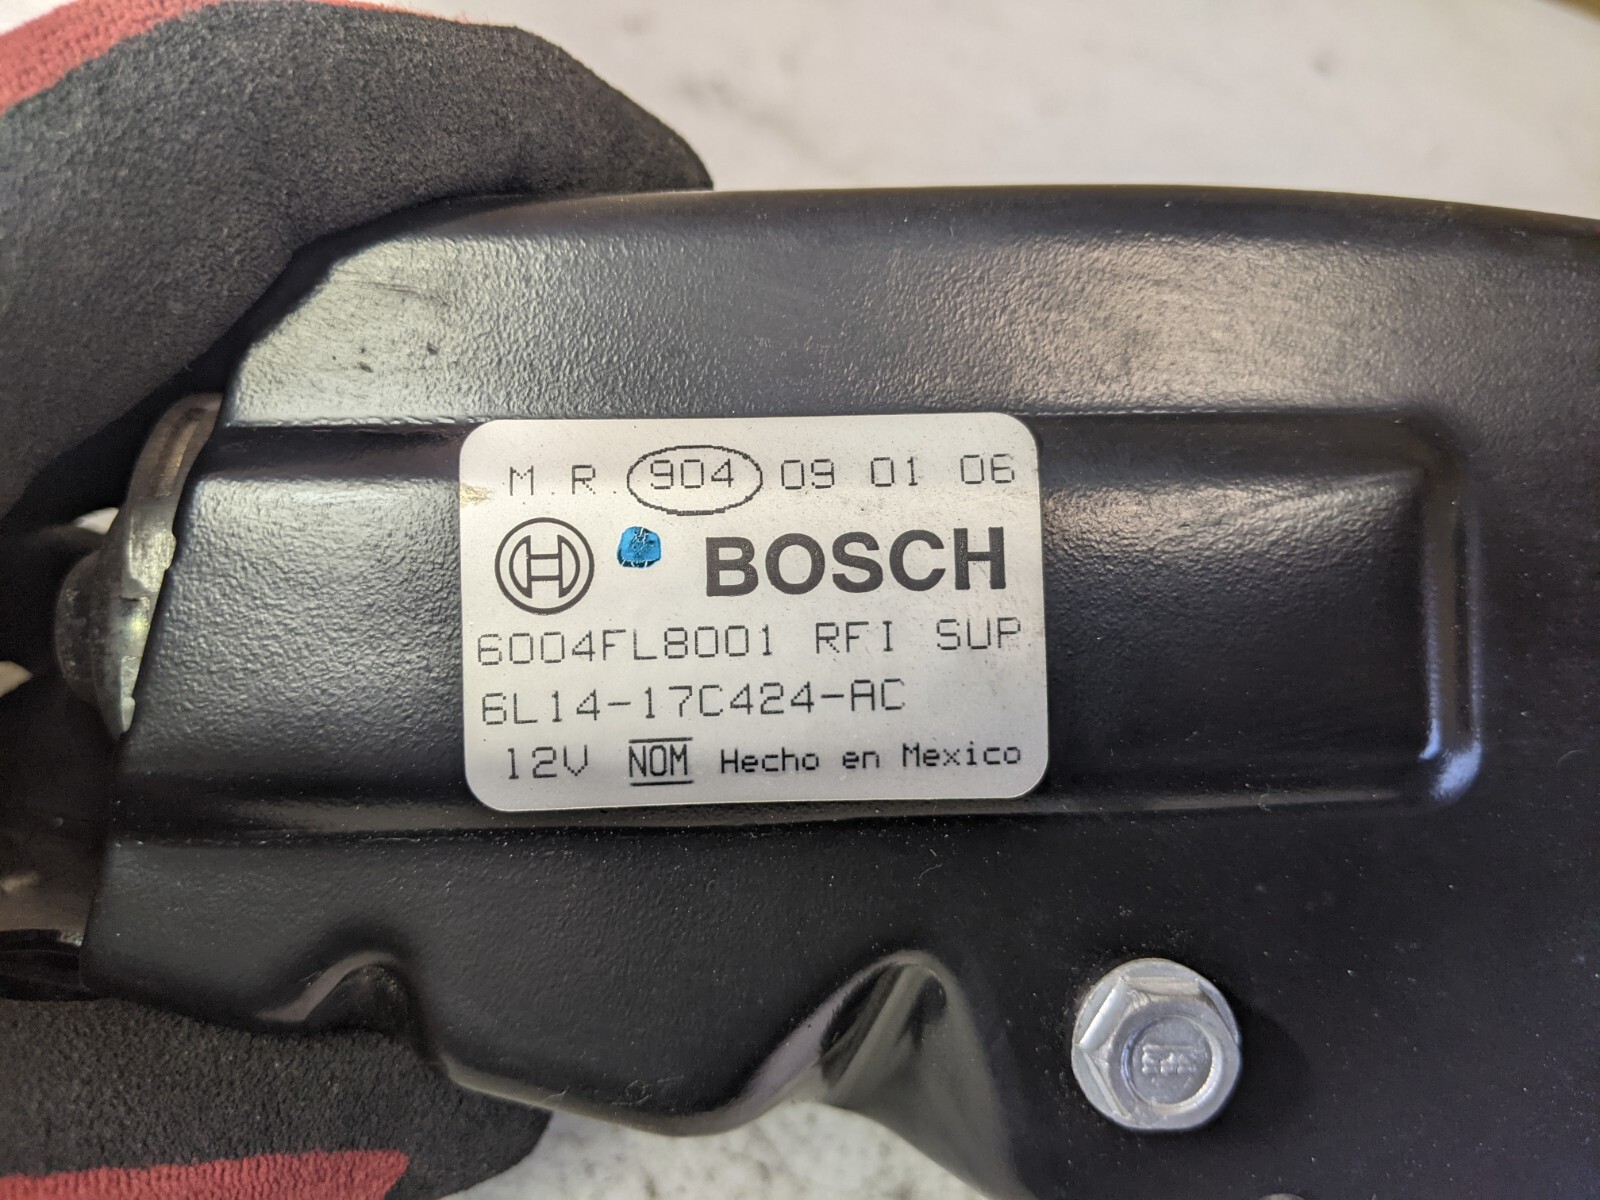 M.R. 904 09 01 06
BOSCH
6004FL8001 RFI SUP
6L14-17C424-AC
12V NOM Hecho en Mexico